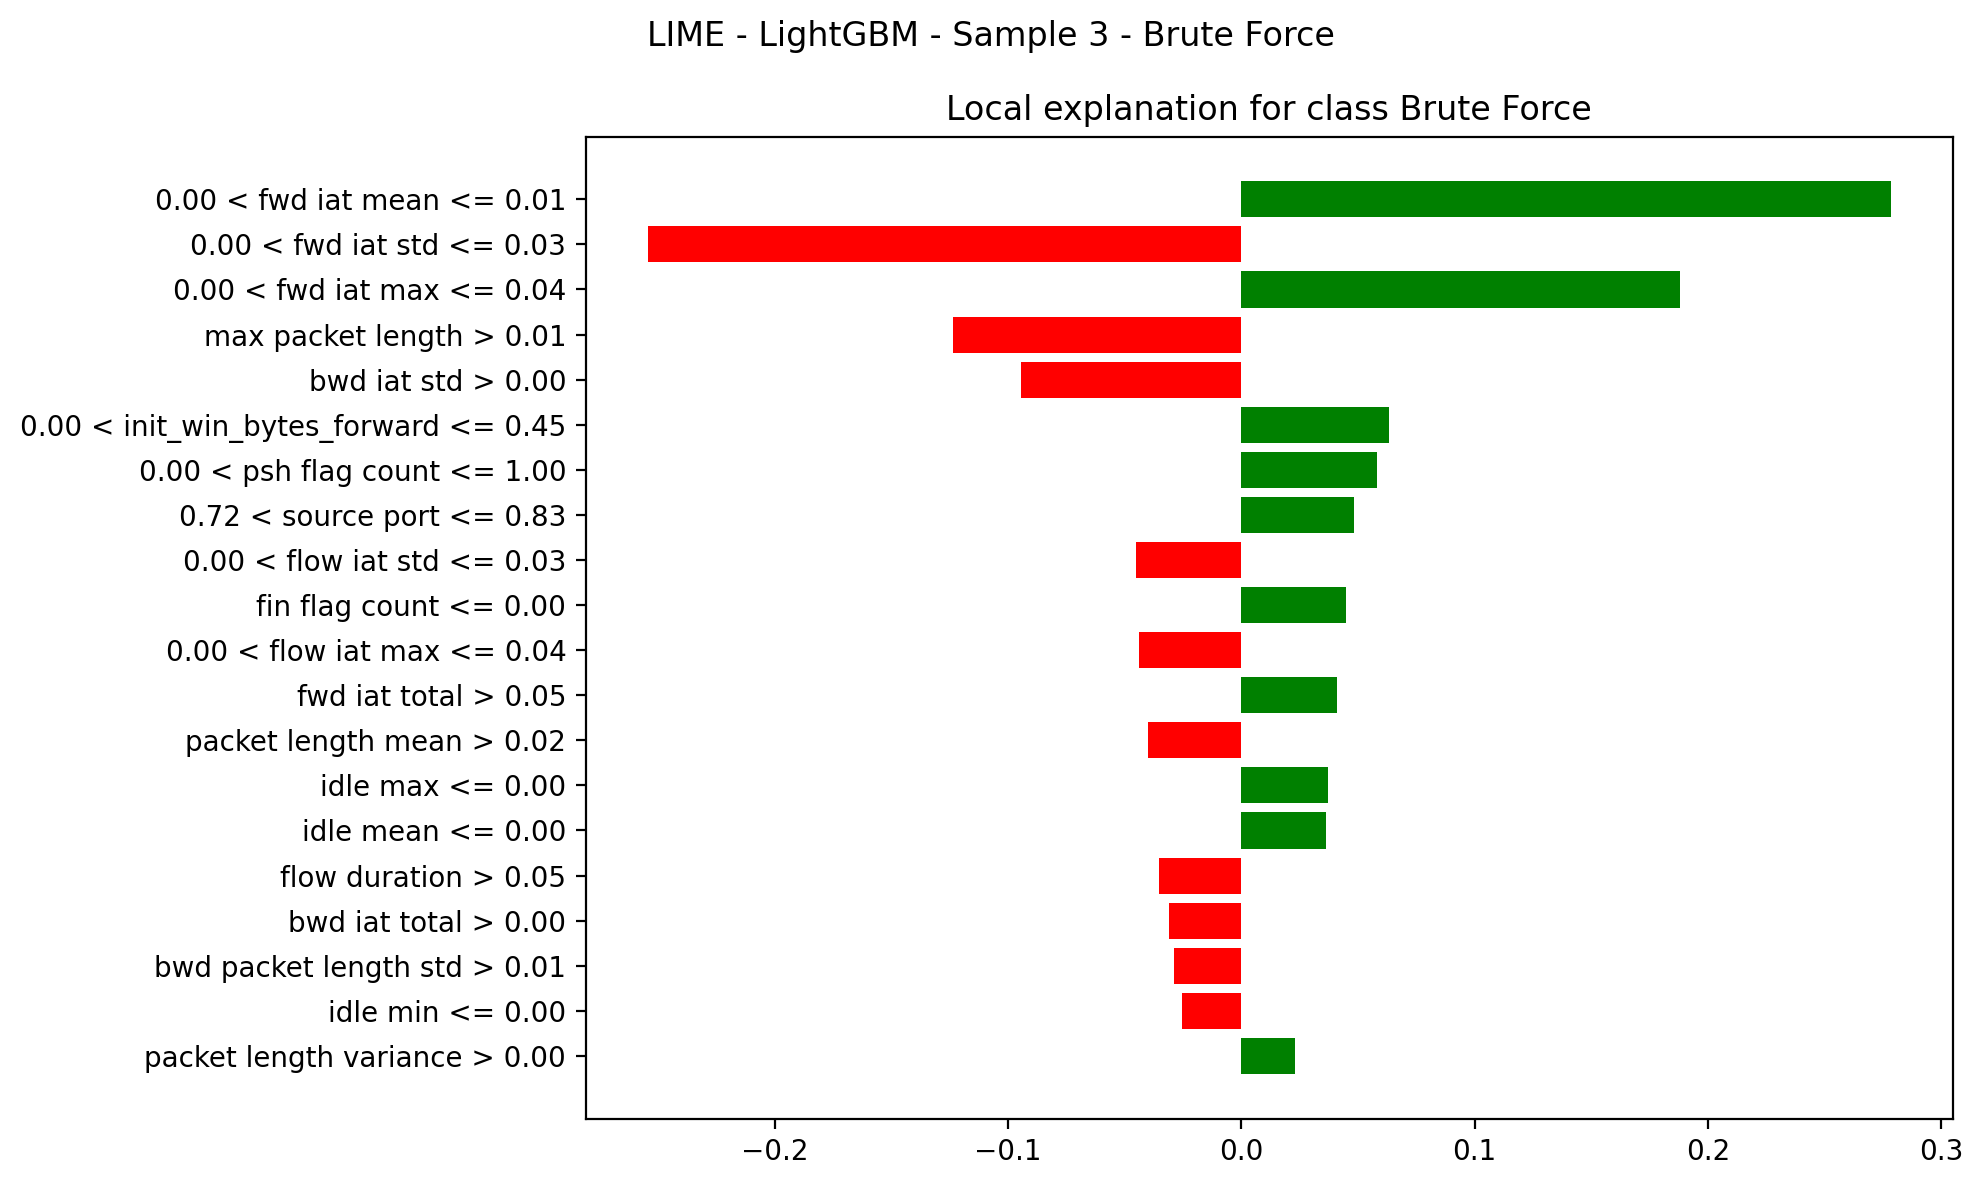 LIME - LightGBM - Sample 3 - Brute Force
Local explanation for class Brute Force
0.00 < fwd iat mean <= 0.01
0.00 < fwd iat std <= 0.03
0.00 < fwd iat max <= 0.04
max packet length > 0.01
bwd iat std > 0.00
0.00 < init_win_bytes_forward <= 0.45
0.00 < psh flag count <= 1.00
0.72 < source port <= 0.83
0.00 < flow iat std <= 0.03
fin flag count <= 0.00
0.00 < flow iat max <= 0.04
fwd iat total > 0.05
packet length mean > 0.02
idle max <= 0.00
idle mean <= 0.00
flow duration > 0.05
bwd iat total > 0.00
bwd packet length std > 0.01
idle min <= 0.00
packet length variance > 0.00
−0.2 −0.1 0.0 0.1 0.2 0.3